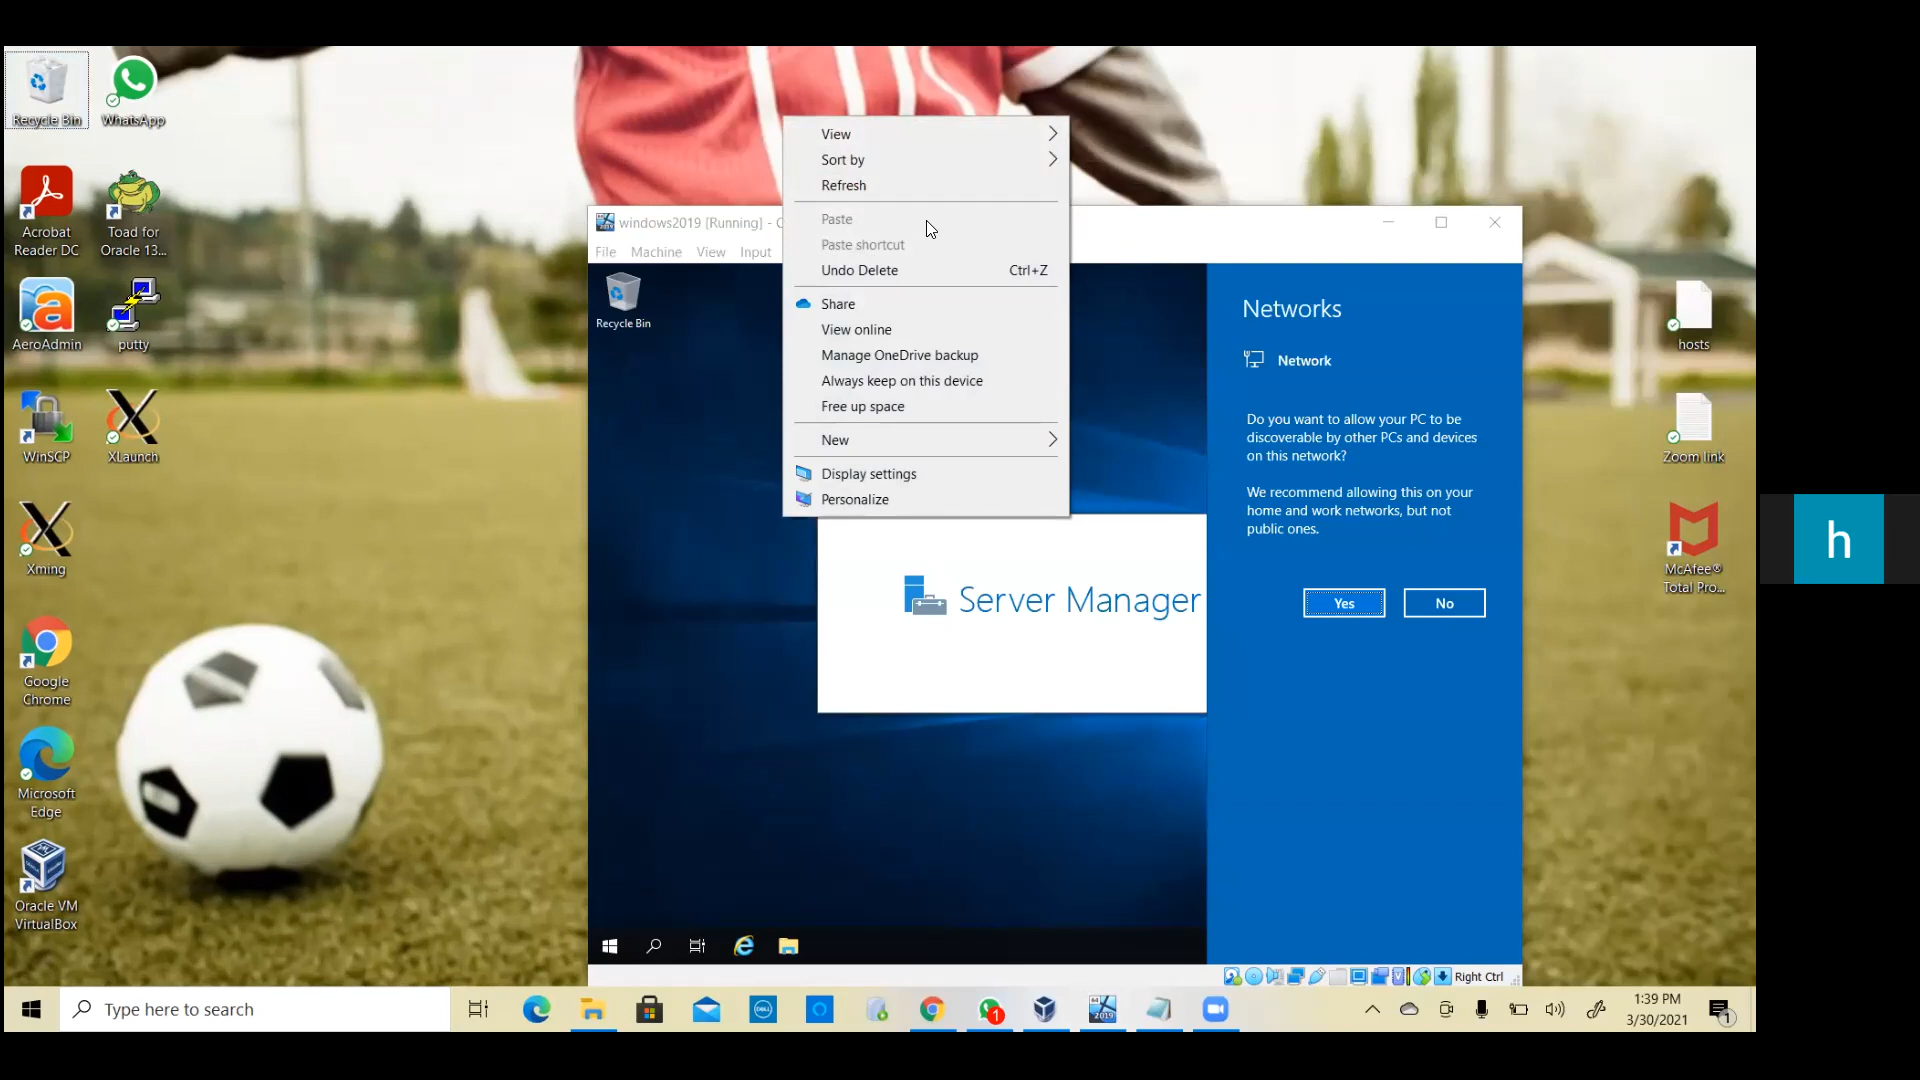 Recycle Bin
WhatsApp
Acrobat
Reader DC
Toad for
Oracle 13...
AeroAdmin
putty
WinSCP
XLaunch
Xming
Google
Chrome
Microsoft
Edge
Oracle VM
VirtualBox
View
Sort by
Refresh
Paste
Paste shortcut
Undo Delete Ctrl+Z
Share
View online
Manage OneDrive backup
Always keep on this device
Free up space
New
Display settings
Personalize
windows2019 [Running] -
File Machine View Input
Recycle Bin
Server Manager
Networks
Network
Do you want to allow your PC to be
discoverable by other PCs and devices
on this network?
We recommend allowing this on your
home and work networks, but not
public ones.
Yes No
Right Ctrl
hosts
Zoom link
McAfee®
Total Pro...
h
Type here to search
DELL
1
2019
1:39 PM
3/30/2021
1